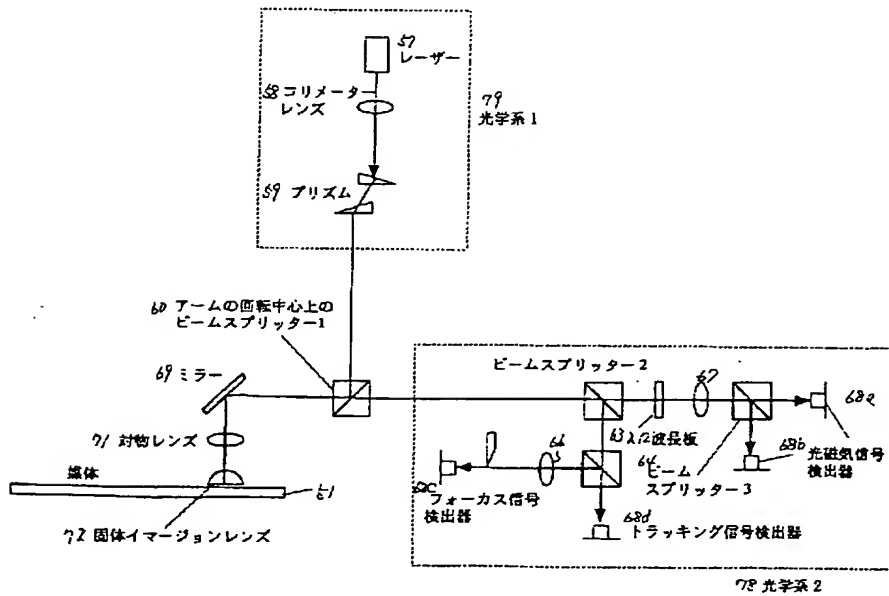 57
レーザー
58 コリメーター
レンズ
79
光学系1
59 プリズム
60 アームの回転中心上の
ビームスプリッター1
69 ミラー
ビームスプリッター2
67
68a
71 対物レンズ
63 λ/2波長板
68b
光磁気信号
検出器
64
ビーム
スプリッター3
66
媒体
51
68c
フォーカス信号
検出器
68d
トラッキング信号検出器
72 固体イマージョンレンズ
78 光学系2